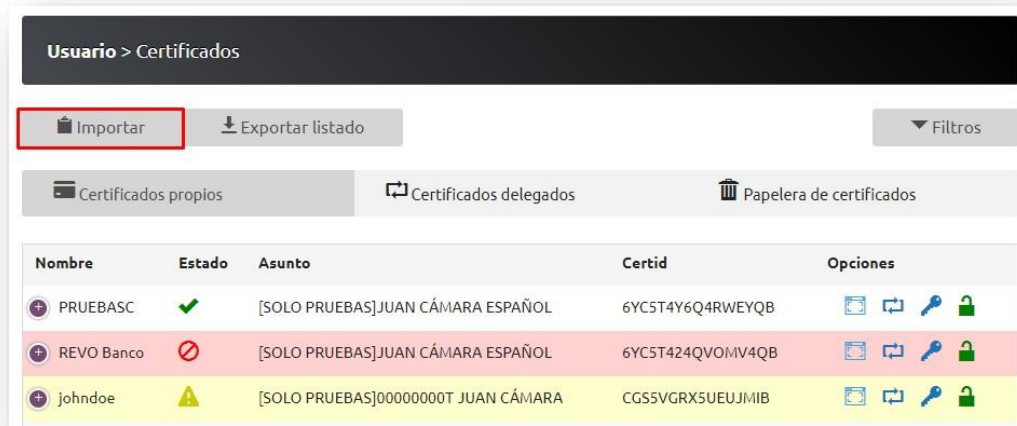 Usuario > Certificados
Importar Exportar listado Filtros
Certificados propios Certificados delegados Papelera de certificados
Nombre Estado Asunto Certid Opciones
PRUEBASC [SOLO PRUEBAS]JUAN CÁMARA ESPAÑOL 6YC5T4Y6Q4RWEYQB
REVO Banco [SOLO PRUEBAS]JUAN CÁMARA ESPAÑOL 6YC5T424QVOMV4QB
johndoe [SOLO PRUEBAS]00000000T JUAN CÁMARA CGS5VGRX5UEUJMIB